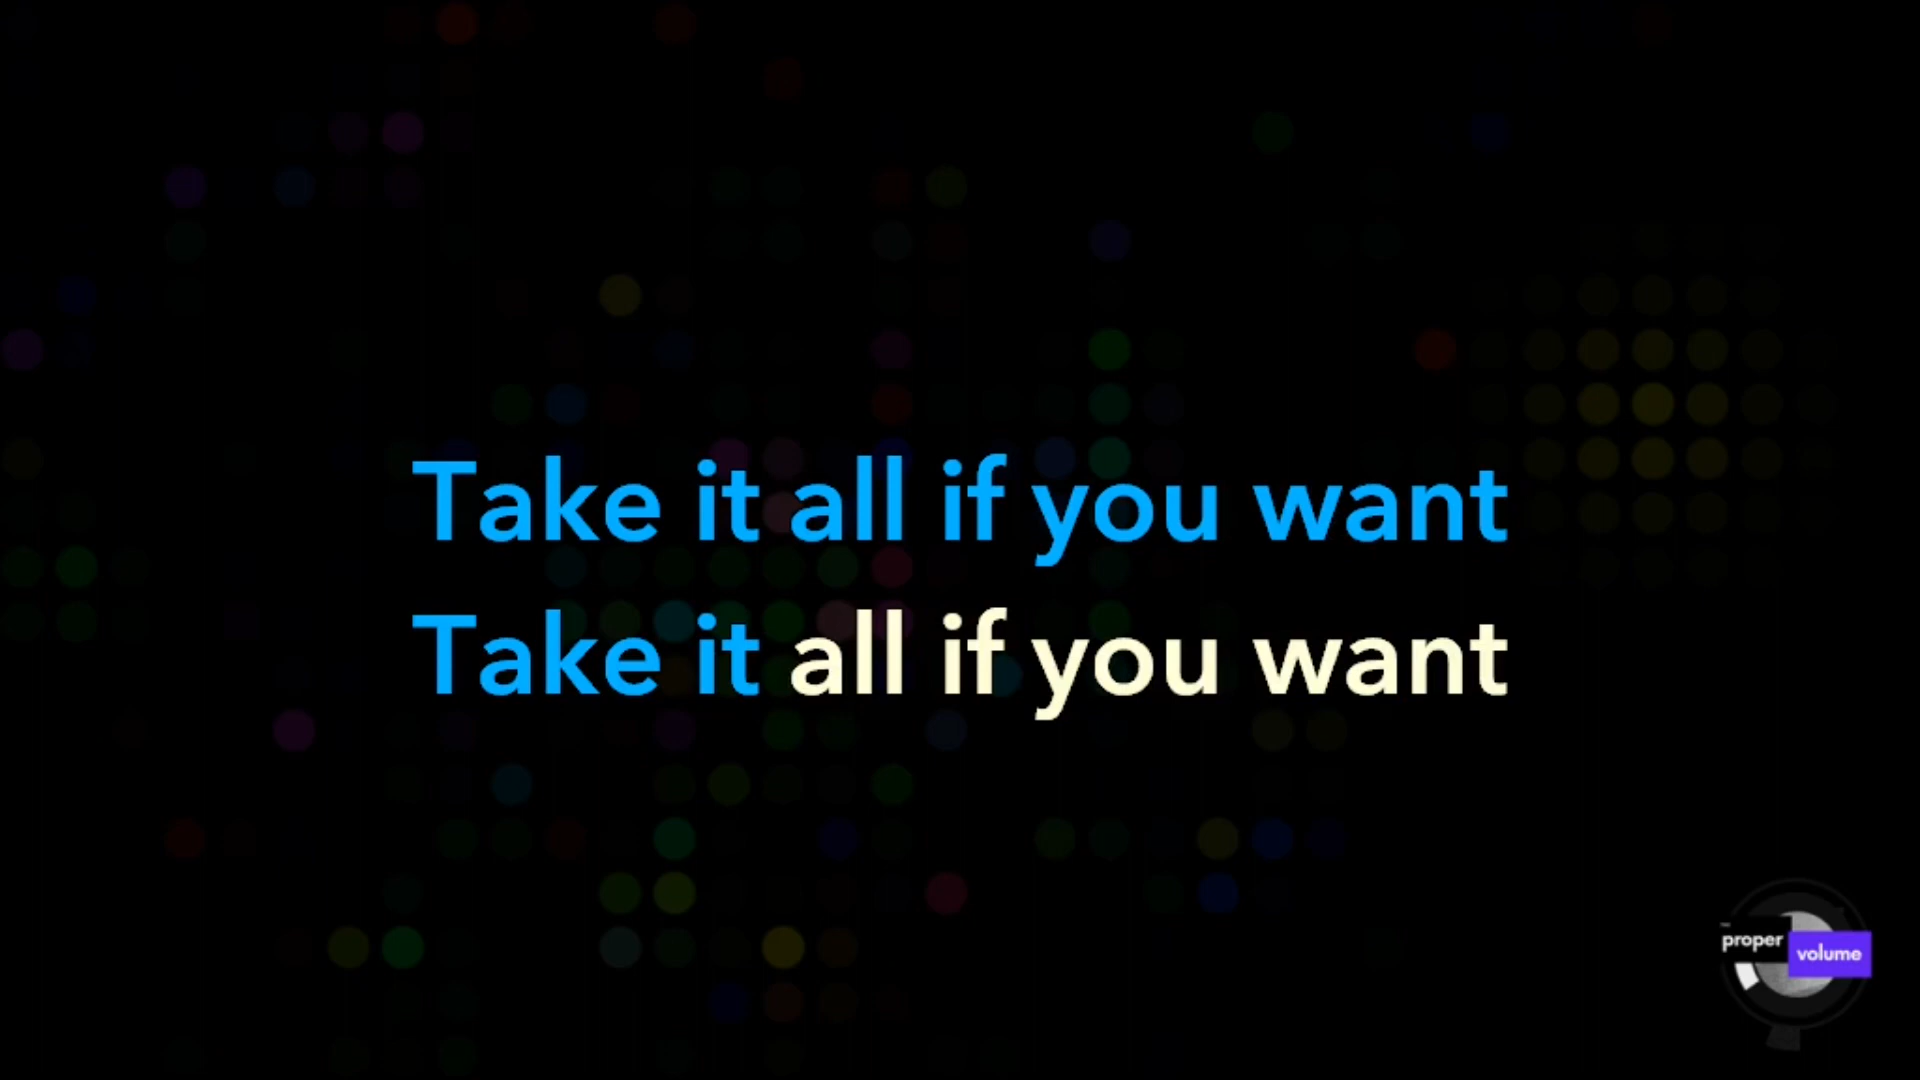 Take it all if you want
Take it all if you want
proper
volume